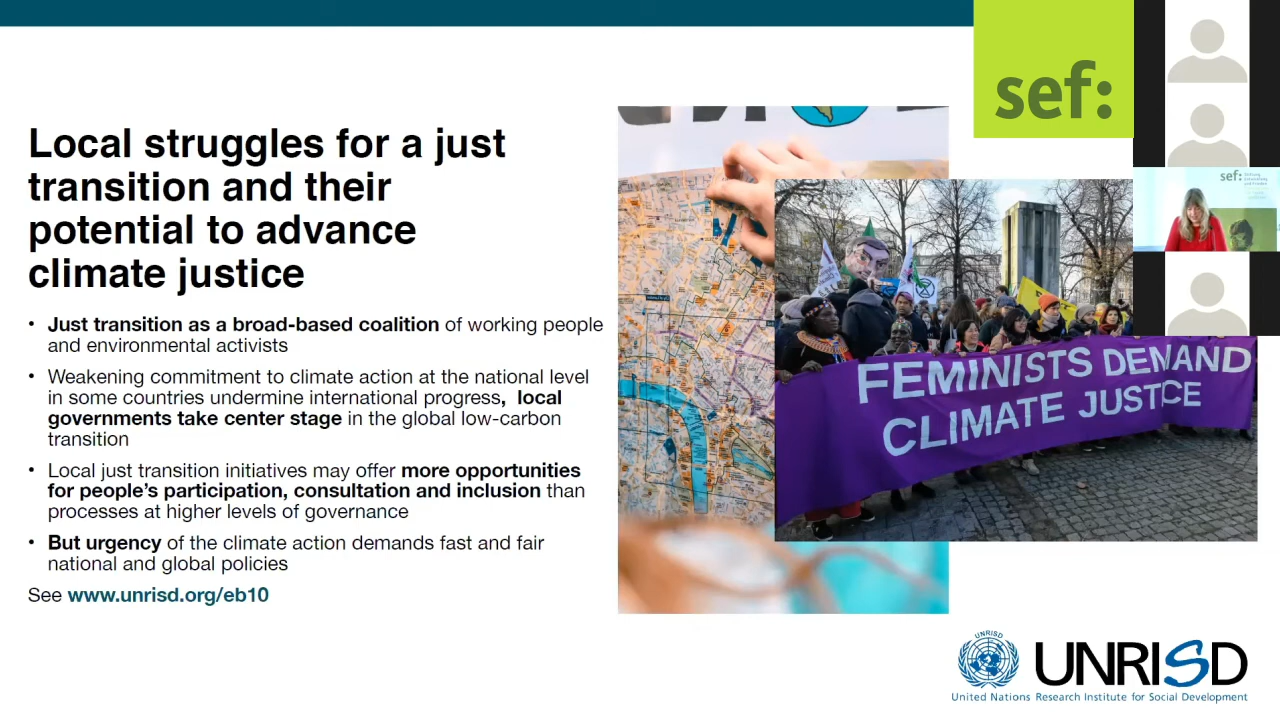 sef:
sef:
Local struggles for a just
transition and their
potential to advance
climate justice
• Just transition as a broad-based coalition of working people
and environmental activists
• Weakening commitment to climate action at the national level
in some countries undermine international progress, local
governments take center stage in the global low-carbon
transition
• Local just transition initiatives may offer more opportunities
for people's participation, consultation and inclusion than
processes at higher levels of governance
• But urgency of the climate action demands fast and fair
national and global policies
See www.unrisd.org/eb10
FEMINISTS DEMAND
CLIMATE JUSTICE
UNRISD
UNRISD
United Nations Research Institute for Social Development